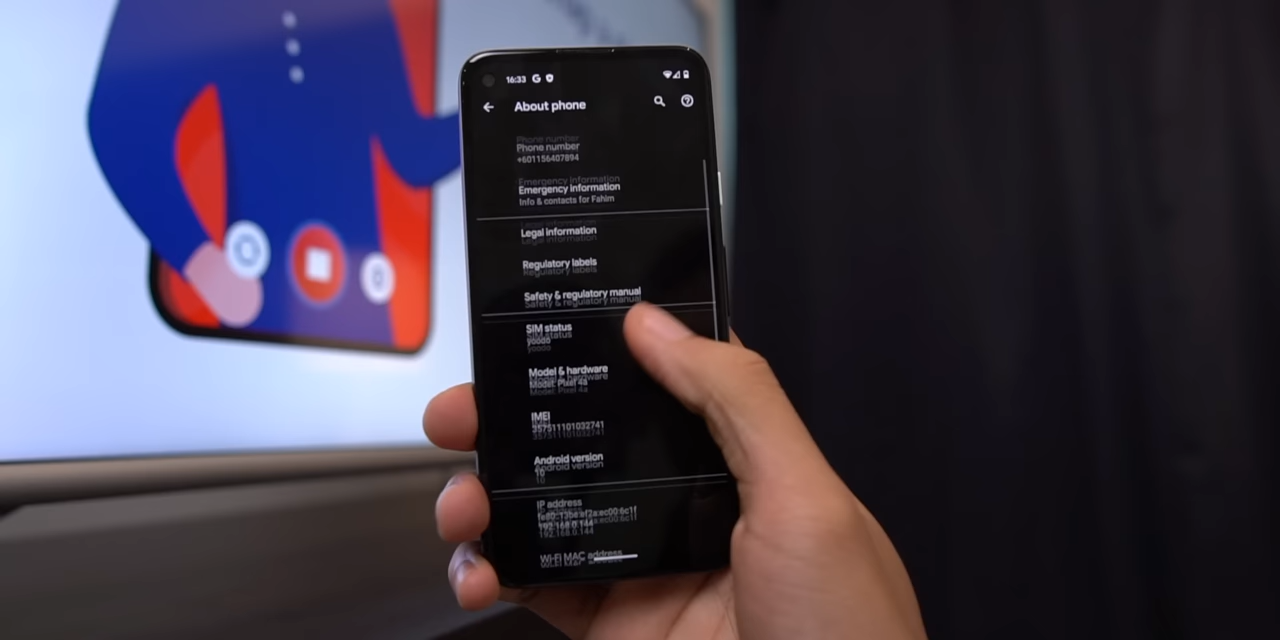 16:33 G
About phone
Phone number
+601156407894
Emergency information
Info & contacts for Fahim
Legal information
Regulatory labels
Safety & regulatory manual
SIM status
yoodo
Model & hardware
Model: Pixel 4a
IMEI
357511101032741
Android version
10
IP address
192.168.0.144
Wi-Fi MAC address